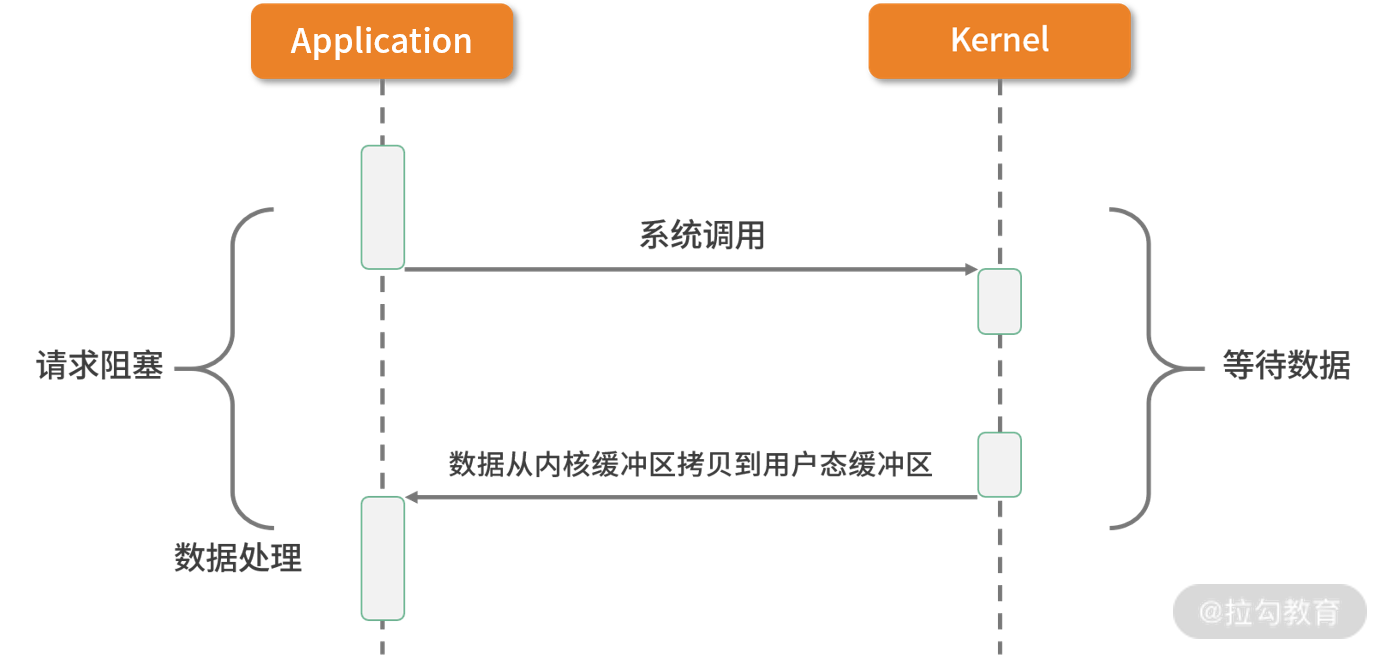 Application
Kernel
系统调用
请求阻塞
等待数据
数据从内核缓冲区拷贝到用户态缓冲区
数据处理
@拉勾教育